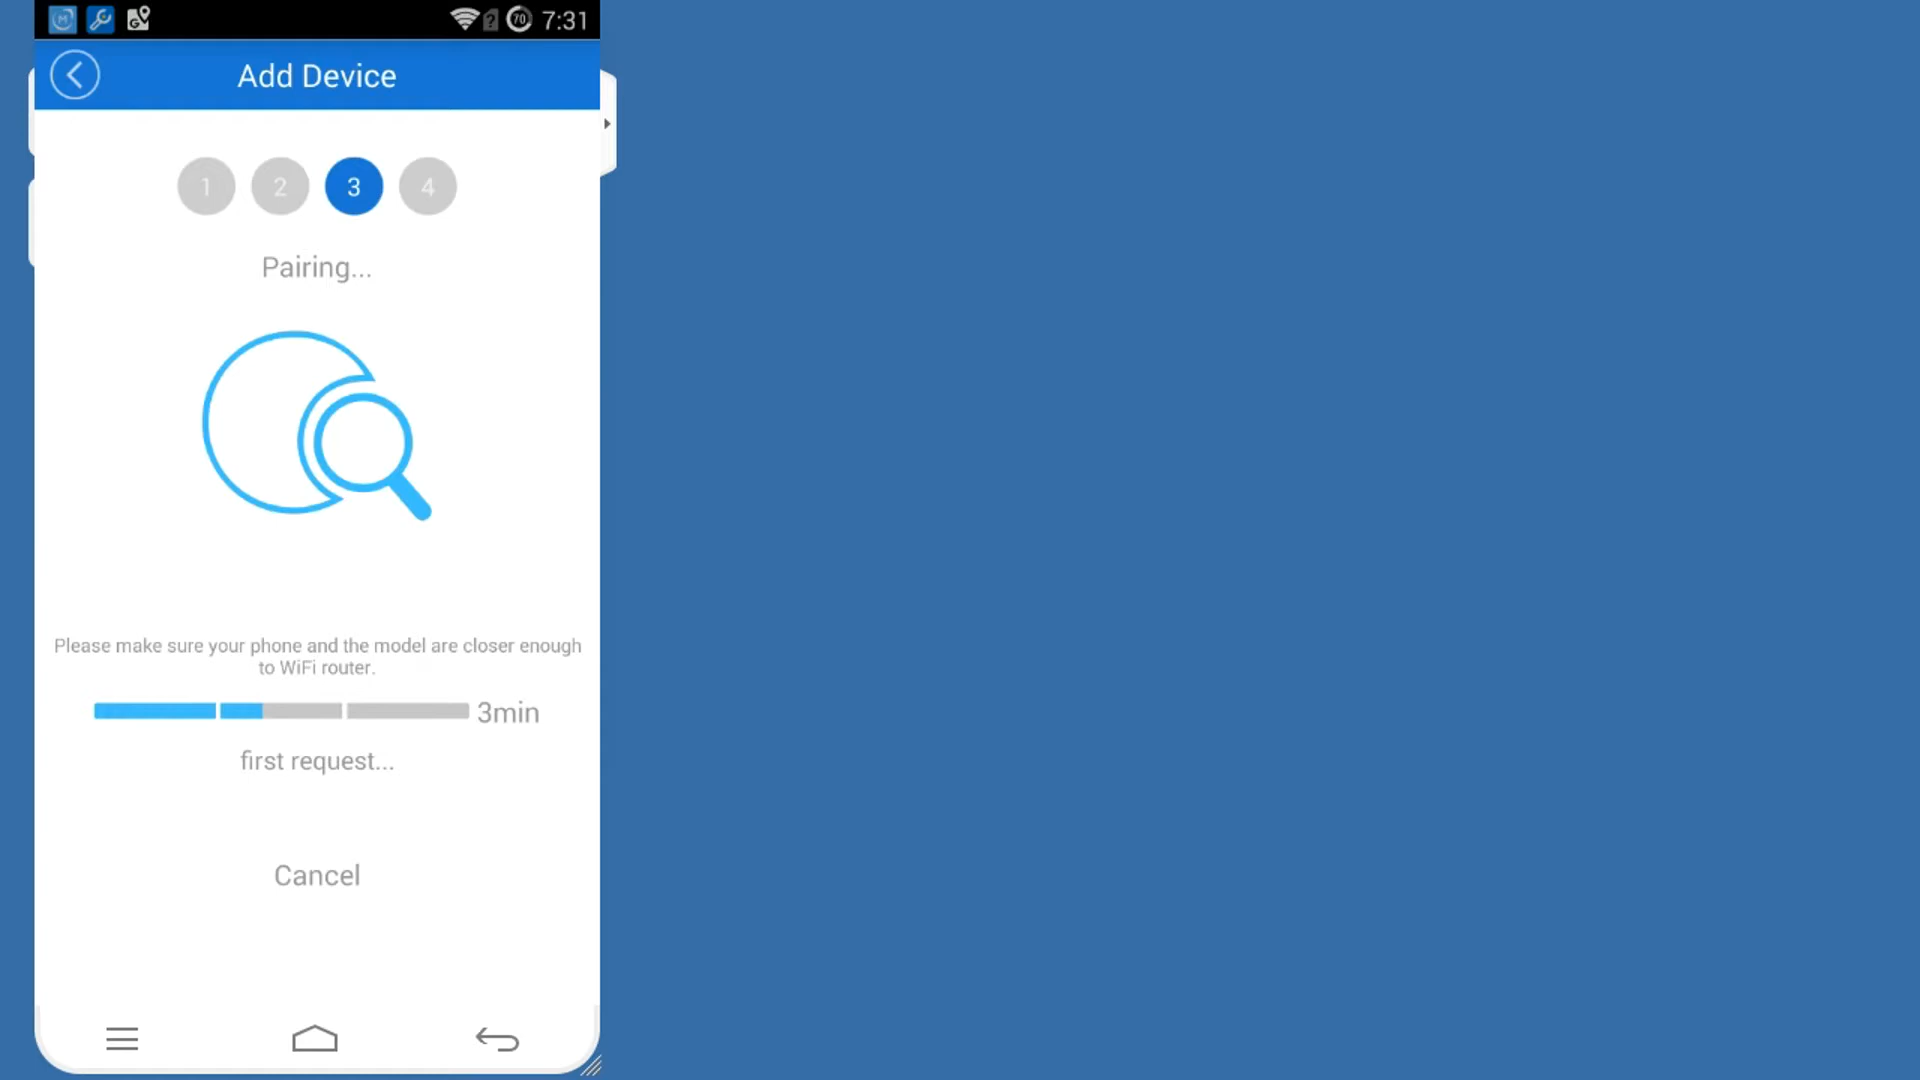 70 7:31
Add Device
1 2 3 4
Pairing...
Please make sure your phone and the model are closer enough
to WiFi router.
3min
first request...
Cancel